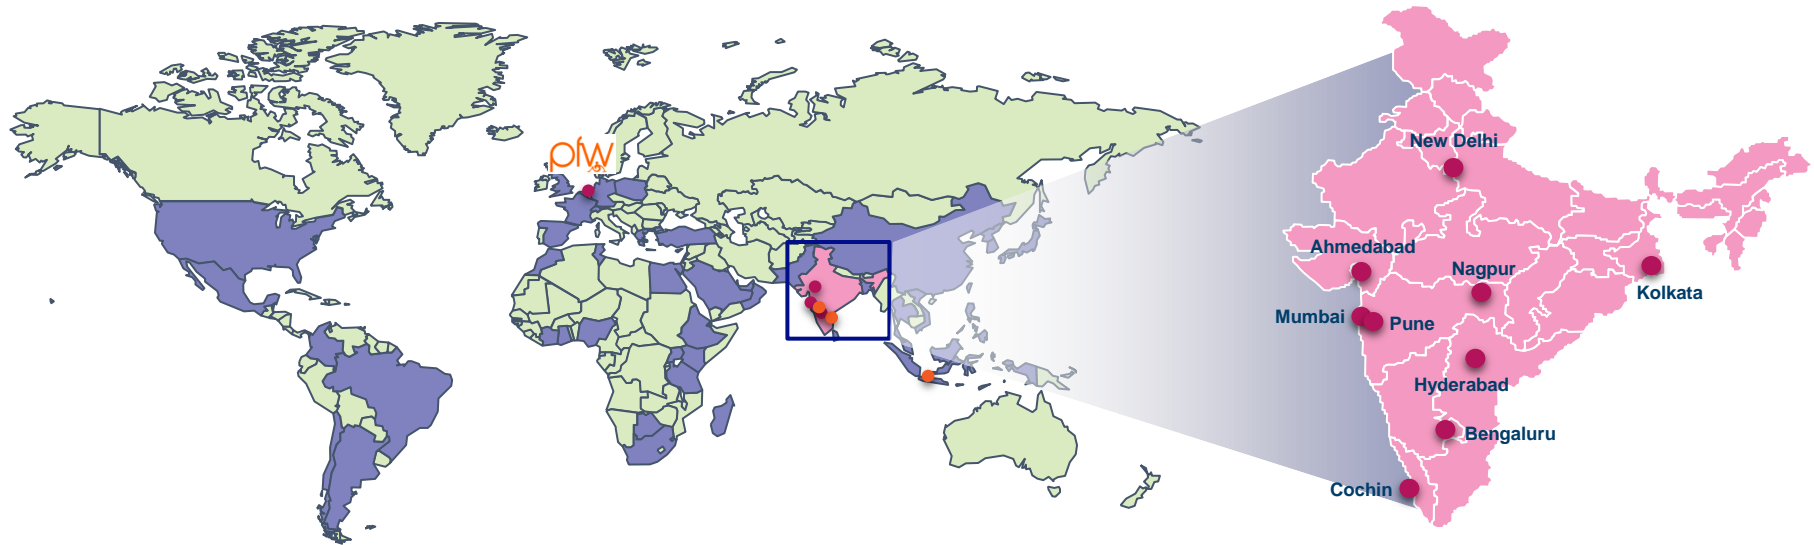 pfw
New Delhi
Ahmedabad
Nagpur
Kolkata
Mumbai
Pune
Hyderabad
Bengaluru
Cochin